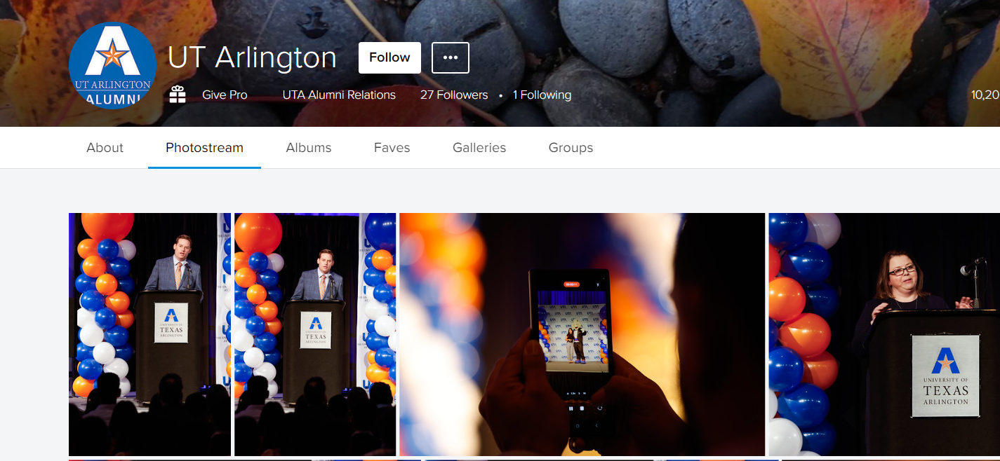 UT Arlington
Follow
•••
A
UT ARLINGTON
ALUMNI
Give Pro
UTA Alumni Relations
27 Followers • 1 Following
10,20
About
Photostream
Albums
Faves
Galleries
Groups
UNIVERSITY OF
TEXAS
ARLINGTON
UNIVERSITY OF
TEXAS
ARLINGTON
UTA
UNIVERSITY OF
TEXAS
ARLINGTON